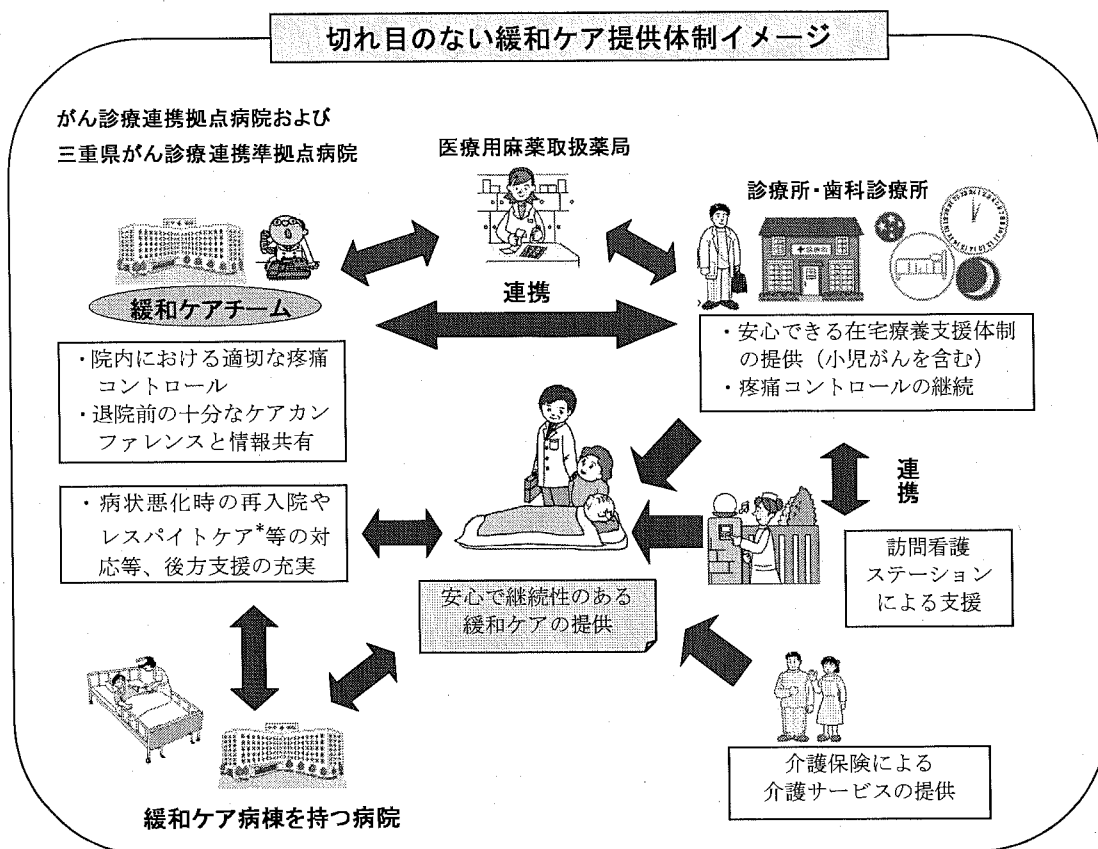 切れ目のない緩和ケア提供体制イメージ
がん診療連携拠点病院および
三重県がん診療連携準拠点病院
医療用麻薬取扱薬局
診療所・歯科診療所
緩和ケアチーム
連携
・院内における適切な疼痛
コントロール
・退院前の十分なケアカン
ファレンスと情報共有
・安心できる在宅療養支援体制
の提供（小児がんを含む）
・疼痛コントロールの継続
・病状悪化時の再入院や
レスパイトケア*等の対
応等、後方支援の充実
連携
訪問看護
ステーション
による支援
安心で継続性のある
緩和ケアの提供
介護保険による
介護サービスの提供
緩和ケア病棟を持つ病院